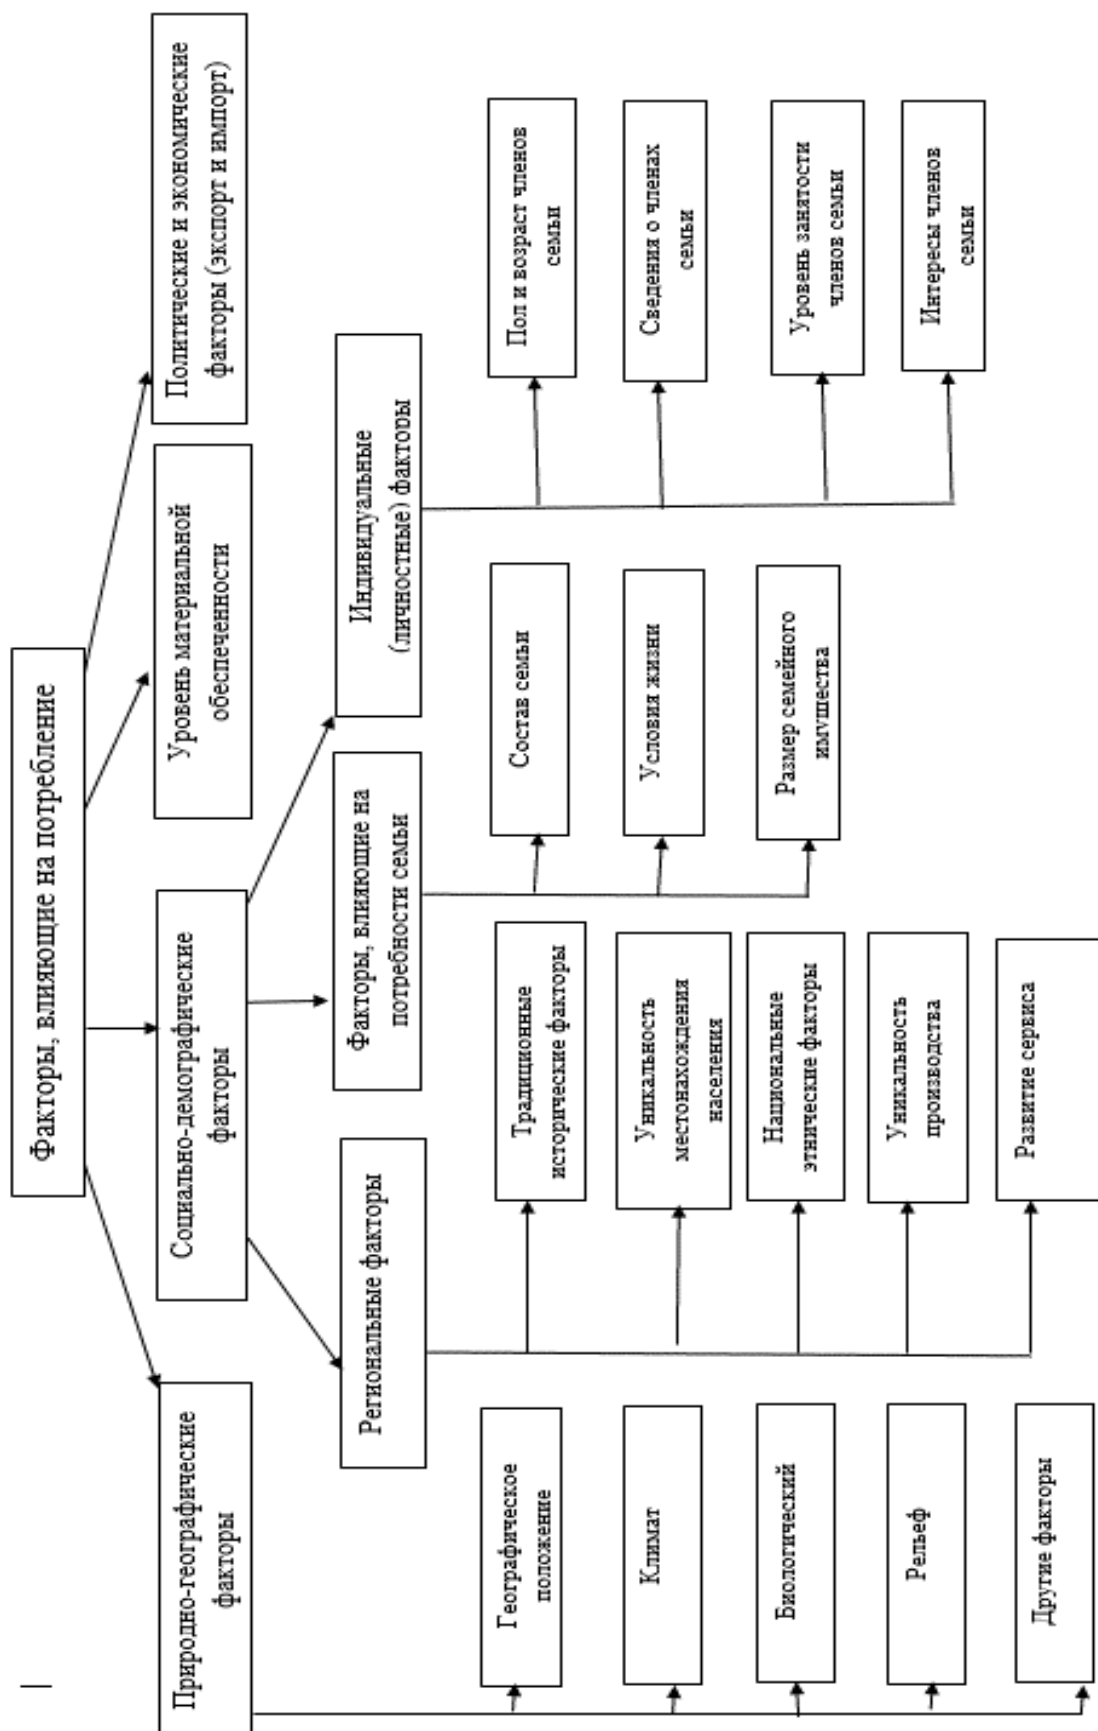 Факторы, влияющие на потребление
Природно-географические
факторы
Социально-демографические
факторы
Уровень материальной
обеспеченности
Политические и экономические
факторы (экспорт и импорт)
Региональные факторы
Факторы, влияющие на
потребности семьи
Индивидуальные
(личностные) факторы
Географическое
положение
Климат
Биологический
Рельеф
Другие факторы
Традиционные
исторические факторы
Уникальность
местонахождения
населения
Национальные
этнические факторы
Уникальность
производства
Развитие сервиса
Состав семьи
Условия жизни
Размер семейного
имущества
Пол и возраст членов
семьи
Сведения о членах
семьи
Уровень занятости
членов семьи
Интересы членов
семьи